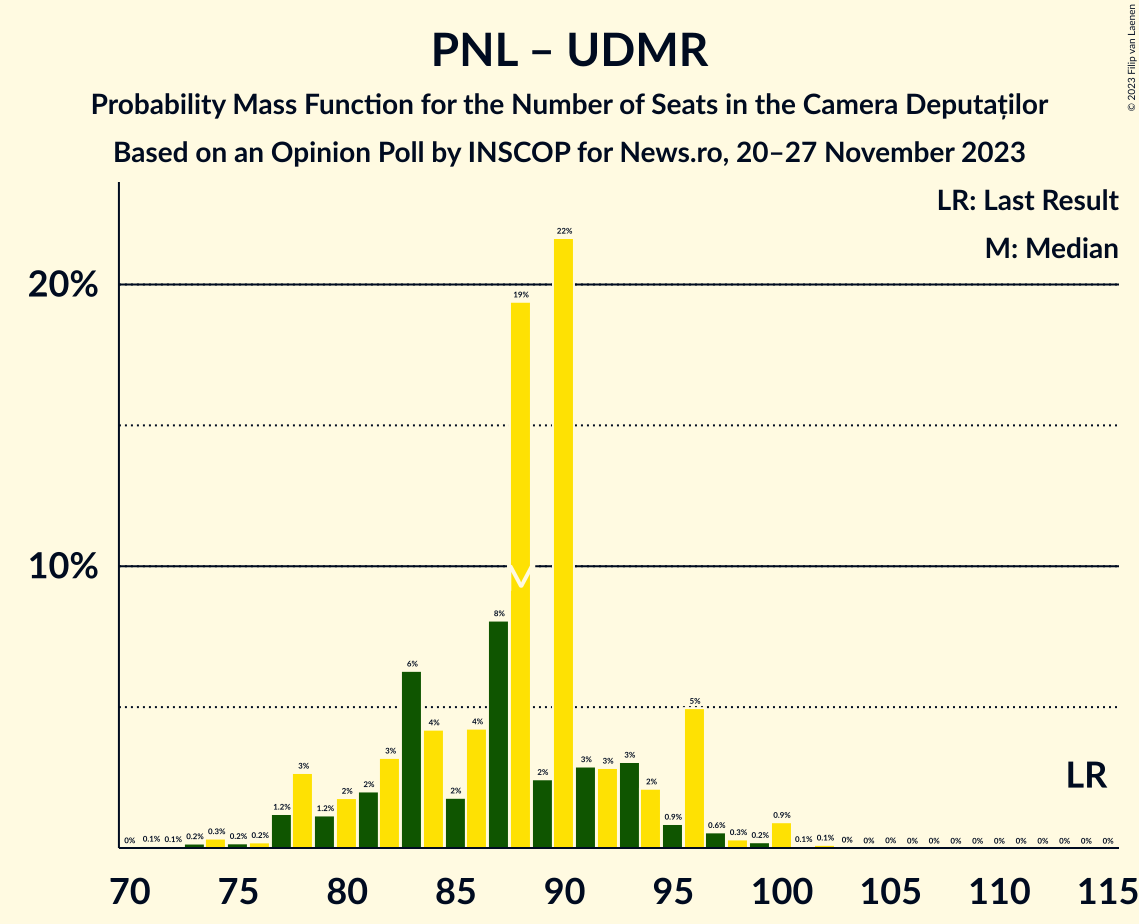 PNL – UDMR
Probability Mass Function for the Number of Seats in the Camera Deputaților
Based on an Opinion Poll by INSCOP for News.ro, 20–27 November 2023
© 2023 Filip van Laenen
LR: Last Result
M: Median
20%
10%
0% 0.1% 0.1% 0.2% 0.3% 0.2% 0.2% 1.2% 3% 1.2% 2% 2% 3% 6% 4% 2% 4% 8% 19% 2% 22% 3% 3% 3% 2% 5% 0.9% 0.6% 0.3% 0.2% 0.9% 0.1% 0.1% 0% 0% 0% 0% 0% 0% 0% 0% 0% 0% 0% 0% 0%
M
LR
70 75 80 85 90 95 100 105 110 115